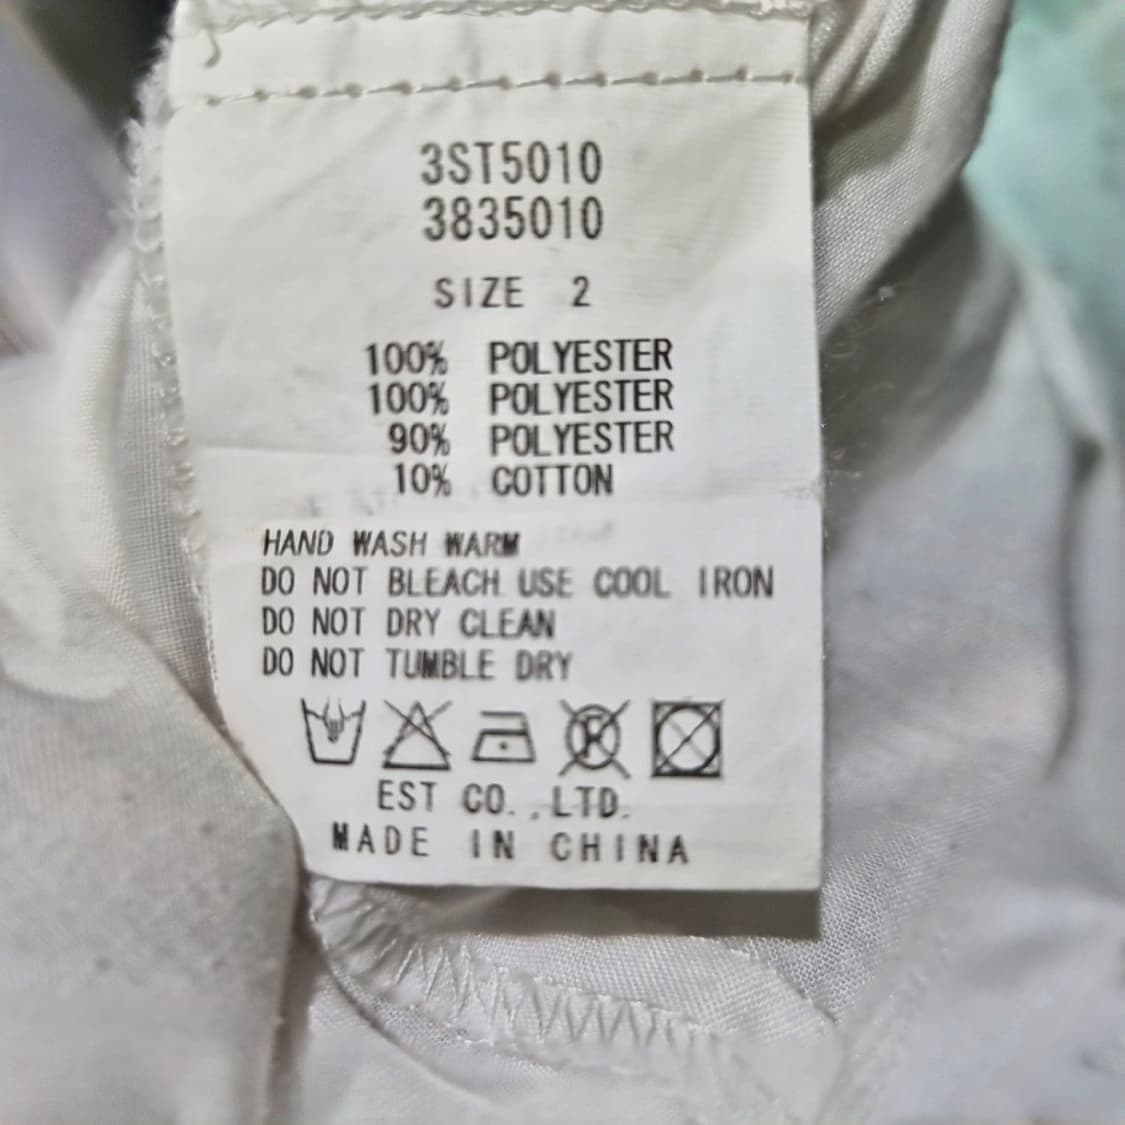 3ST5010
3835010
SIZE 2
100% POLYESTER
100% POLYESTER
90% POLYESTER
10% COTTON
HAND WASH WARM
DO NOT BLEACH USE COOL IRON
DO NOT DRY CLEAN
DO NOT TUMBLE DRY
EST CO.,LTD.
MADE IN CHINA